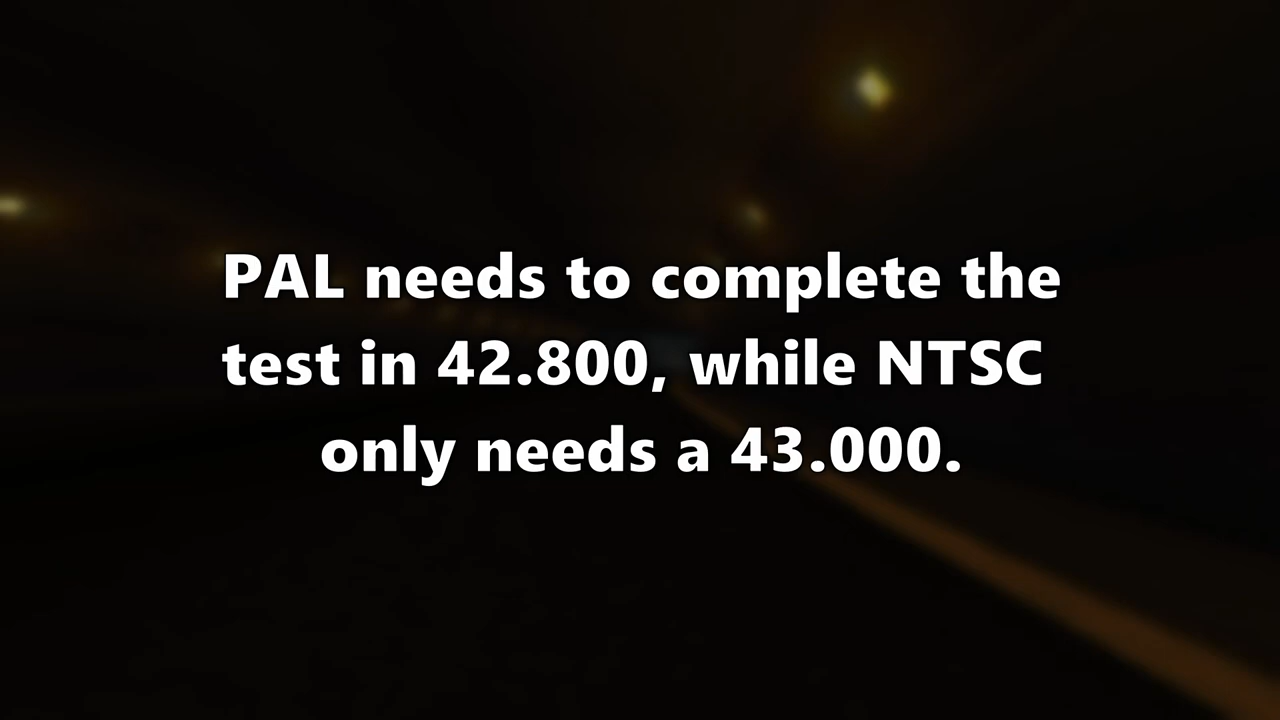 PAL needs to complete the
test in 42.800, while NTSC
only needs a 43.000.